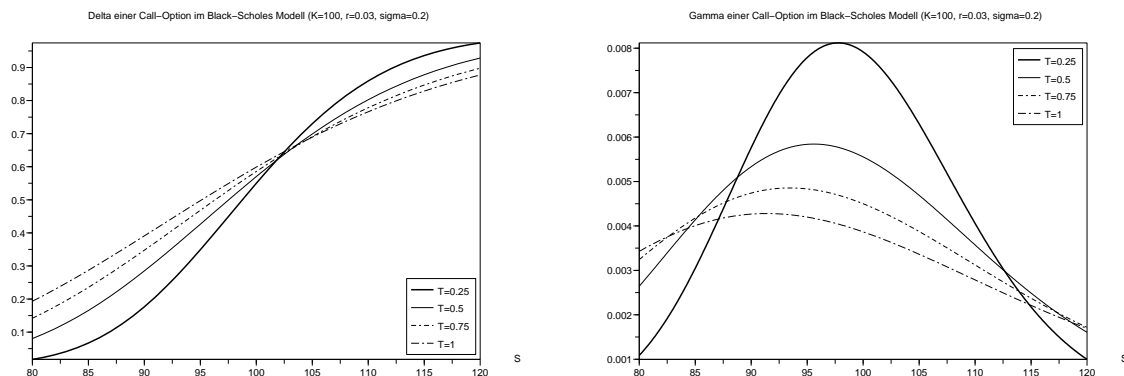 Delta einer Call−Option im Black−Scholes Modell (K=100, r=0.03, sigma=0.2)
0.9
0.8
0.7
0.6
0.5
0.4
0.3
0.2
0.1
T=0.25
T=0.5
T=0.75
T=1
80 85 90 95 100 105 110 115 120
S
Gamma einer Call−Option im Black−Scholes Modell (K=100, r=0.03, sigma=0.2)
0.008
0.007
0.006
0.005
0.004
0.003
0.002
0.001
T=0.25
T=0.5
T=0.75
T=1
80 85 90 95 100 105 110 115 120
S